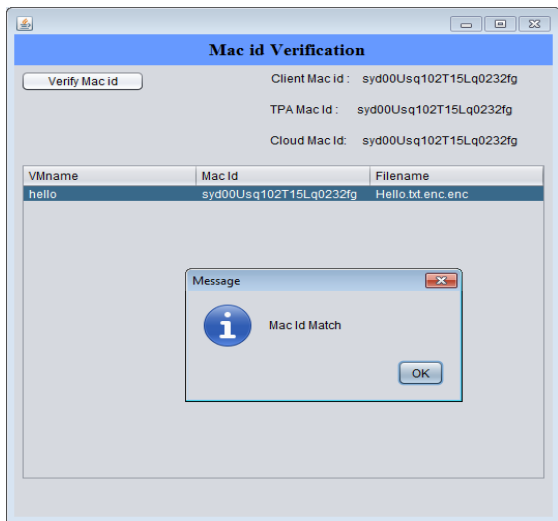 Mac id Verification
Verify Mac id
Client Mac id : syd00Usq102T15Lq0232fg
TPA Mac Id : syd00Usq102T15Lq0232fg
Cloud Mac Id: syd00Usq102T15Lq0232fg
VMname Mac Id Filename
hello syd00Usq102T15Lq0232fg Hello.txt.enc.enc
Message
Mac Id Match
OK